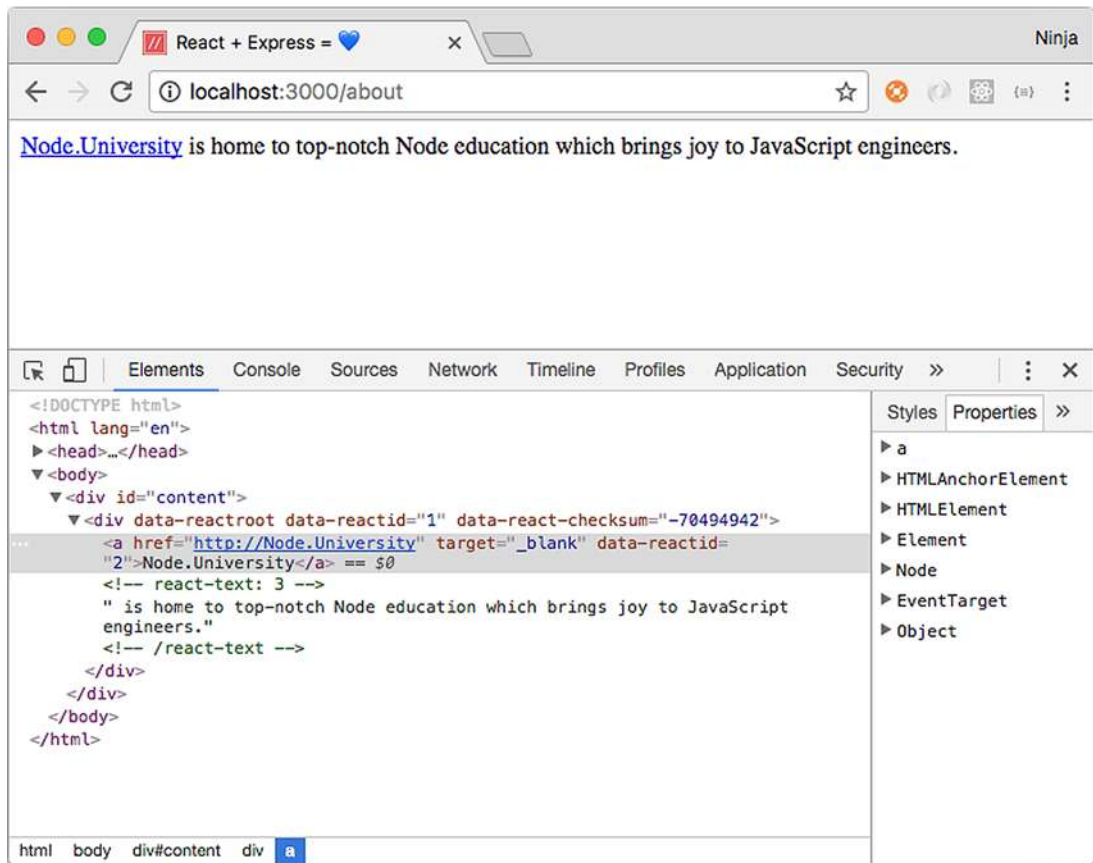 React + Express = 💙
Ninja
localhost:3000/about
Node.University is home to top-notch Node education which brings joy to JavaScript engineers.
Elements Console Sources Network Timeline Profiles Application Security »
<!DOCTYPE html>
<html lang="en">
<head>…</head>
<body>
<div id="content">
<div data-reactroot data-reactid="1" data-react-checksum="-70494942">
<a href="http://Node.University" target="_blank" data-reactid=
"2">Node.University</a> == $0
<!-- react-text: 3 -->
" is home to top-notch Node education which brings joy to JavaScript
engineers."
<!-- /react-text -->
</div>
</div>
</body>
</html>
Styles Properties »
a
HTMLAnchorElement
HTMLElement
Element
Node
EventTarget
Object
html body div#content div a